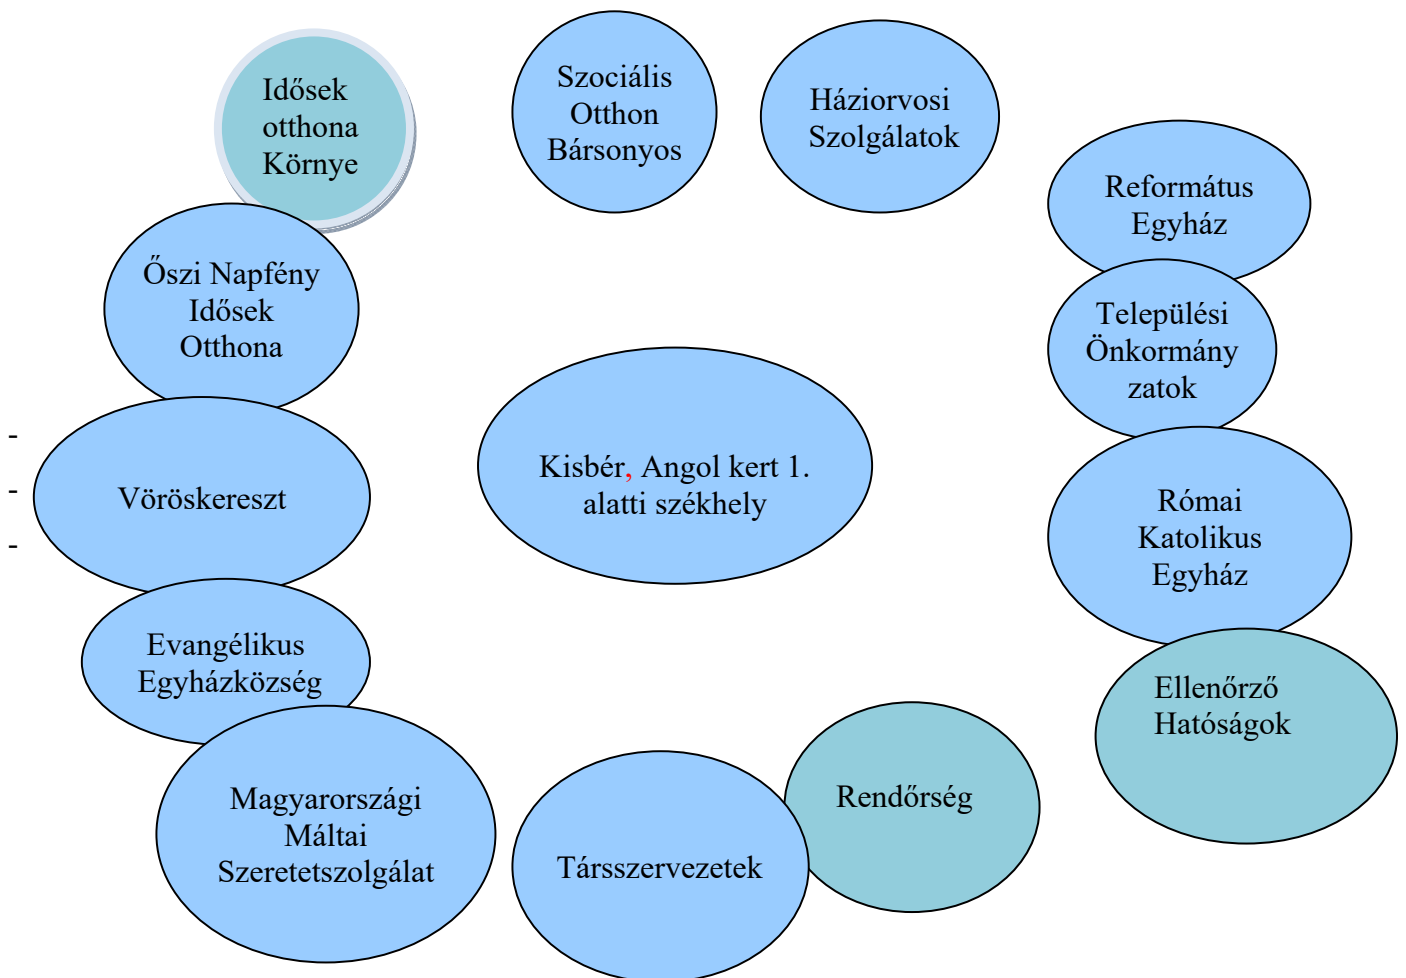 Idősek
otthona
Környe
Szociális
Otthon
Bársonyos
Háziorvosi
Szolgálatok
Református
Egyház
Őszi Napfény
Idősek
Otthona
Települési
Önkormány
zatok
-
-
-
Vöröskereszt
Kisbér, Angol kert 1.
alatti székhely
Római
Katolikus
Egyház
Evangélikus
Egyházközség
Ellenőrző
Hatóságok
Magyarországi
Máltai
Szeretetszolgálat
Társszervezetek
Rendőrség